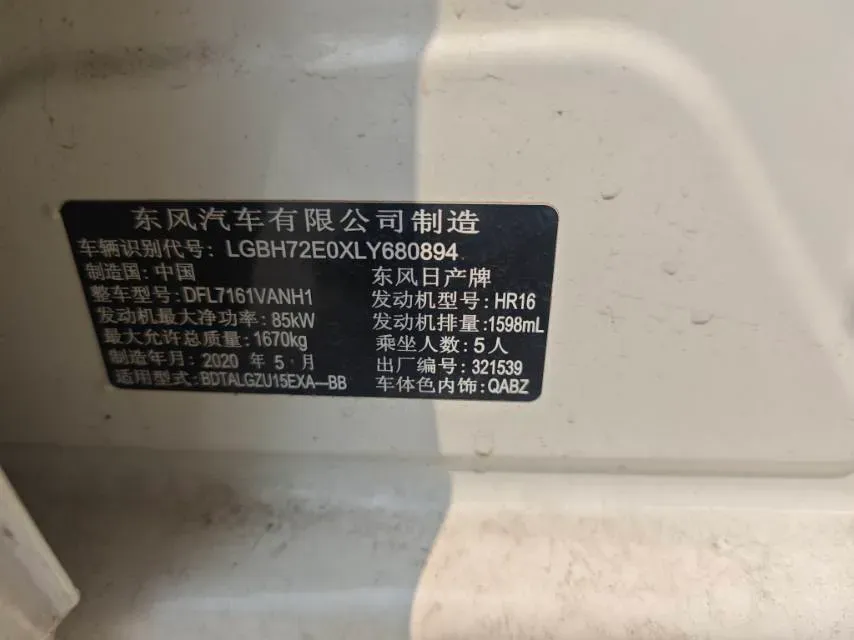 东风汽车有限公司制造
车辆识别代号: LGBH72E0XLY680894
制造国: 中国 东风日产牌
整车型号: DFL7161VANH1 发动机型号: HR16
发动机最大净功率: 85kW 发动机排量: 1598mL
最大允许总质量: 1670kg 乘坐人数: 5人
制造年月: 2020 年 5 月 出厂编号: 321539
适用型式: BDTALGZU15EXA—BB 车体色内饰: QABZ